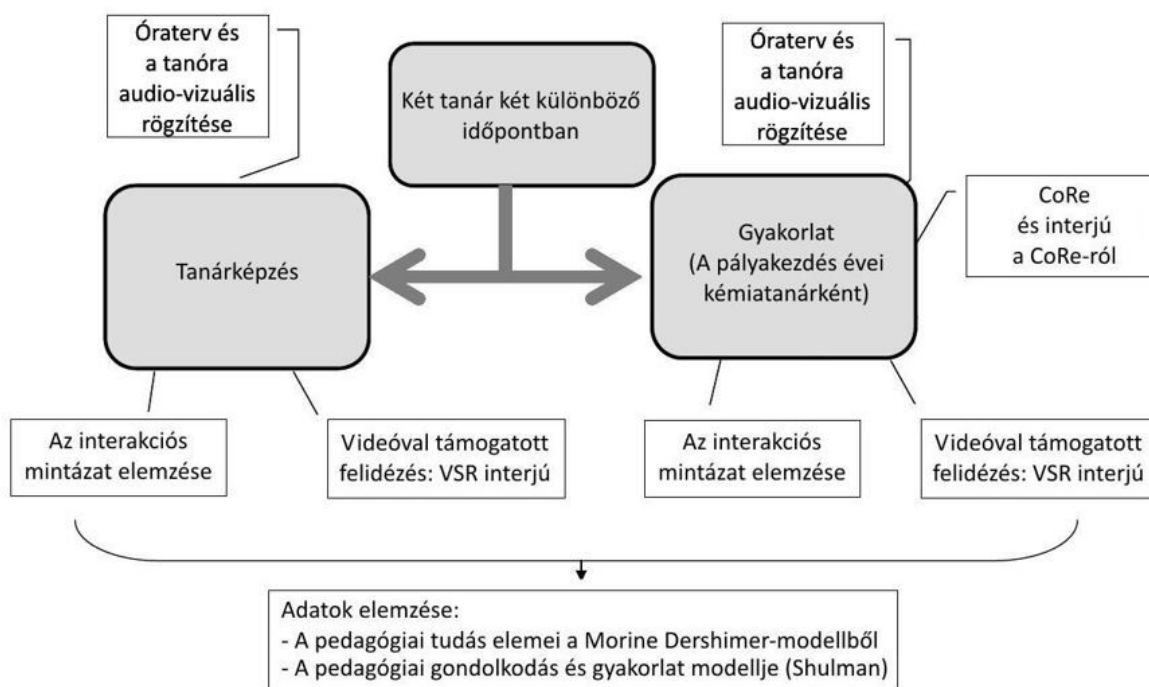 Óraterv és
a tanóra
audio-vizuális
rögzítése
Két tanár két különböző
időpontban
Óraterv és
a tanóra
audio-vizuális
rögzítése
Tanárképzés
Gyakorlat
(A pályakezdés évei
kémiatanárként)
CoRe
és interjú
a CoRe-ról
Az interakciós
mintázat elemzése
Videóval támogatott
felidézés: VSR interjú
Az interakciós
mintázat elemzése
Videóval támogatott
felidézés: VSR interjú
Adatok elemzése:
- A pedagógiai tudás elemei a Morine Dershimer-modellből
- A pedagógiai gondolkodás és gyakorlat modellje (Shulman)